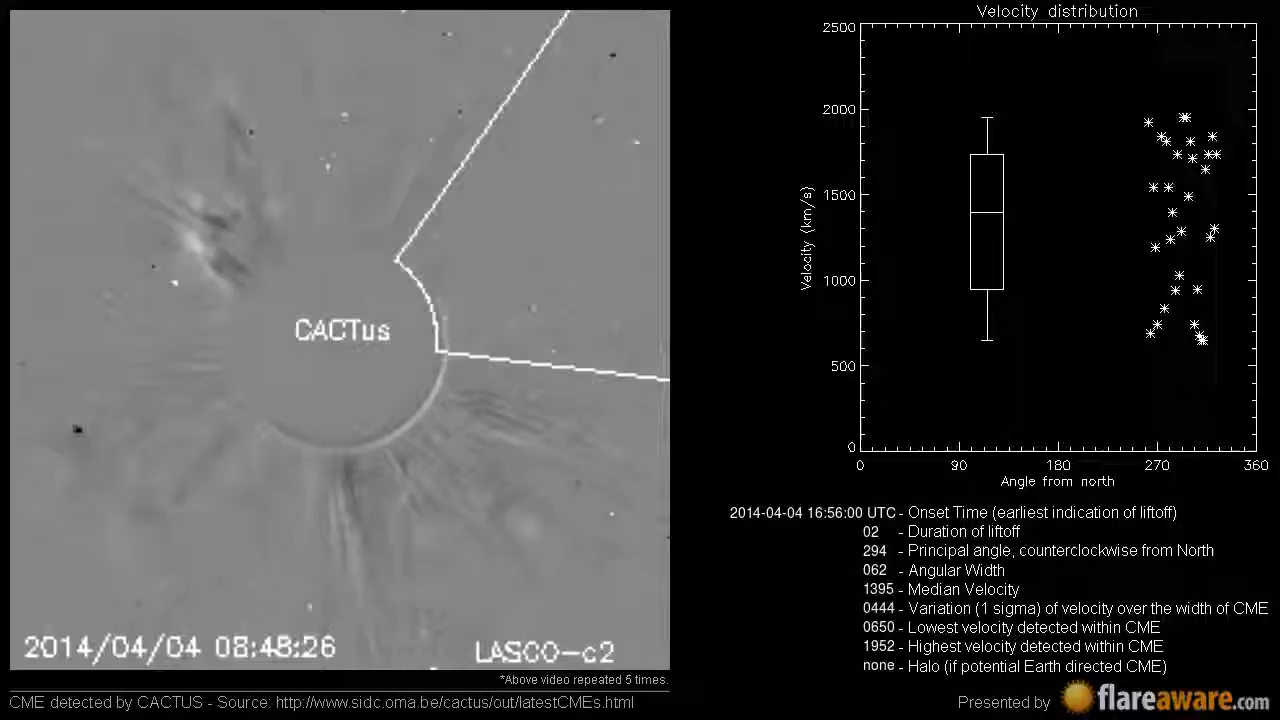 CACTus
2014/04/04 08:48:26
LASCO-c2
*Above video repeated 5 times.
CME detected by CACTUS - Source: http://www.sidc.oma.be/cactus/out/latestCMEs.html
Velocity distribution
2500
2000
1500
1000
500
0
Velocity (km/s)
0 90 180 270 360
Angle from north
2014-04-04 16:56:00 UTC - Onset Time (earliest indication of liftoff)
02 - Duration of liftoff
294 - Principal angle, counterclockwise from North
062 - Angular Width
1395 - Median Velocity
0444 - Variation (1 sigma) of velocity over the width of CME
0650 - Lowest velocity detected within CME
1952 - Highest velocity detected within CME
none - Halo (if potential Earth directed CME)
Presented by flareaware.com